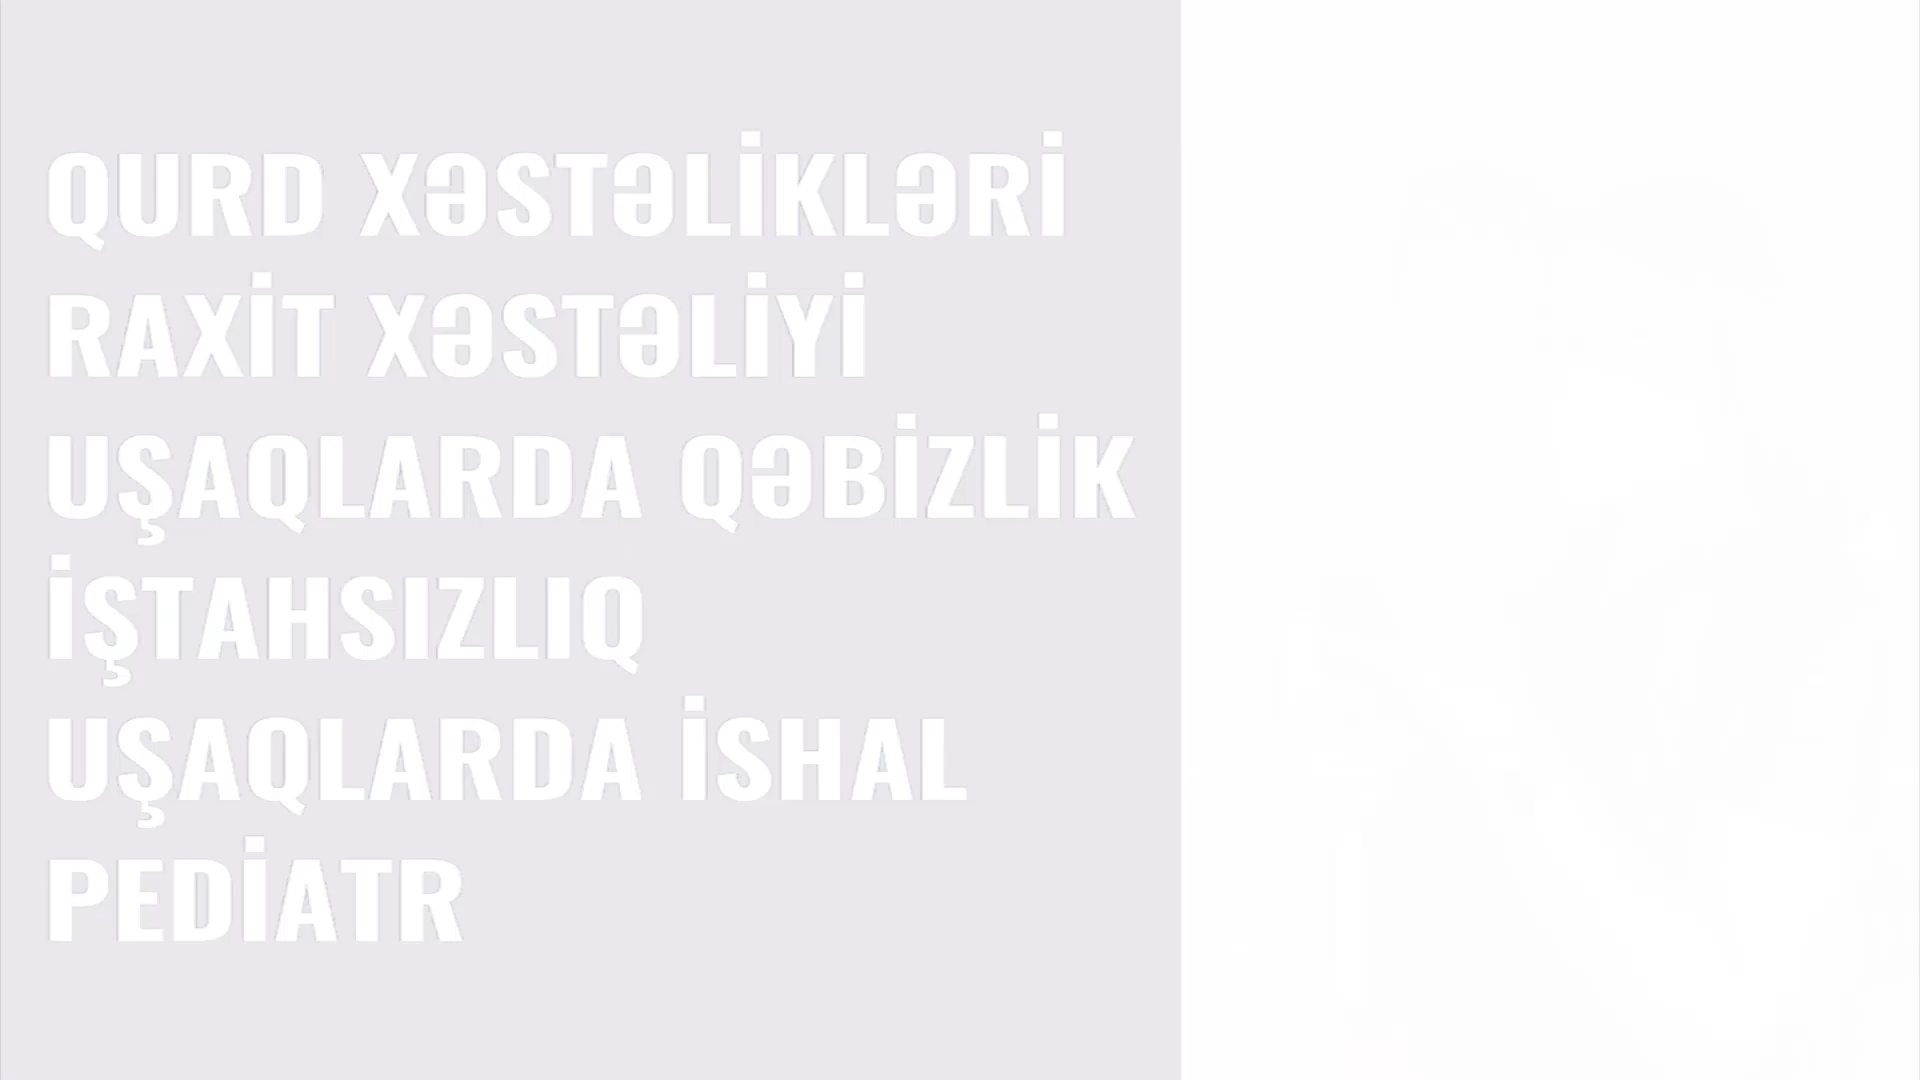 QURD XƏSTƏLİKLƏRİ
RAXİT XƏSTƏLİYİ
UŞAQLARDA QƏBİZLİK
İŞTAHSIZLIQ
UŞAQLARDA İSHAL
PEDİATR